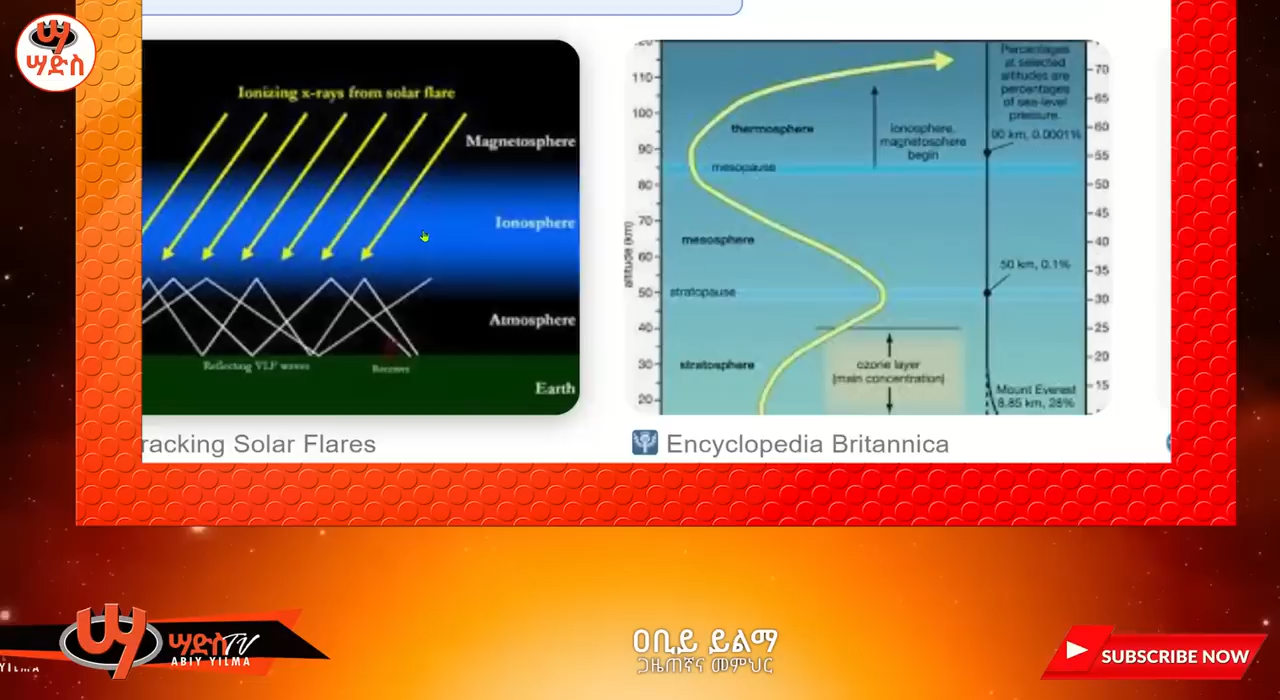 ሣድስ
Ionizing x-rays from solar flare
Magnetosphere
Ionosphere
Atmosphere
Reflecting VLF waves
Earth
racking Solar Flares
110
100
90
80
70
60
50
40
30
20
altitude (km)
thermosphere
mesopause
mesosphere
stratopause
stratosphere
ionosphere,
magnetosphere
begin
ozone layer
(main concentration)
Percentages
at selected
altitudes are
percentages
of sea-level
pressure.
90 km, 0.0001%
50 km, 0.1%
Mount Everest
8.85 km, 28%
70
65
60
55
50
45
40
35
30
25
20
15
Encyclopedia Britannica
ሣድስTV
ABIY YILMA
ዐቢይ ይልማ
ጋዜጠኛና መምህር
SUBSCRIBE NOW